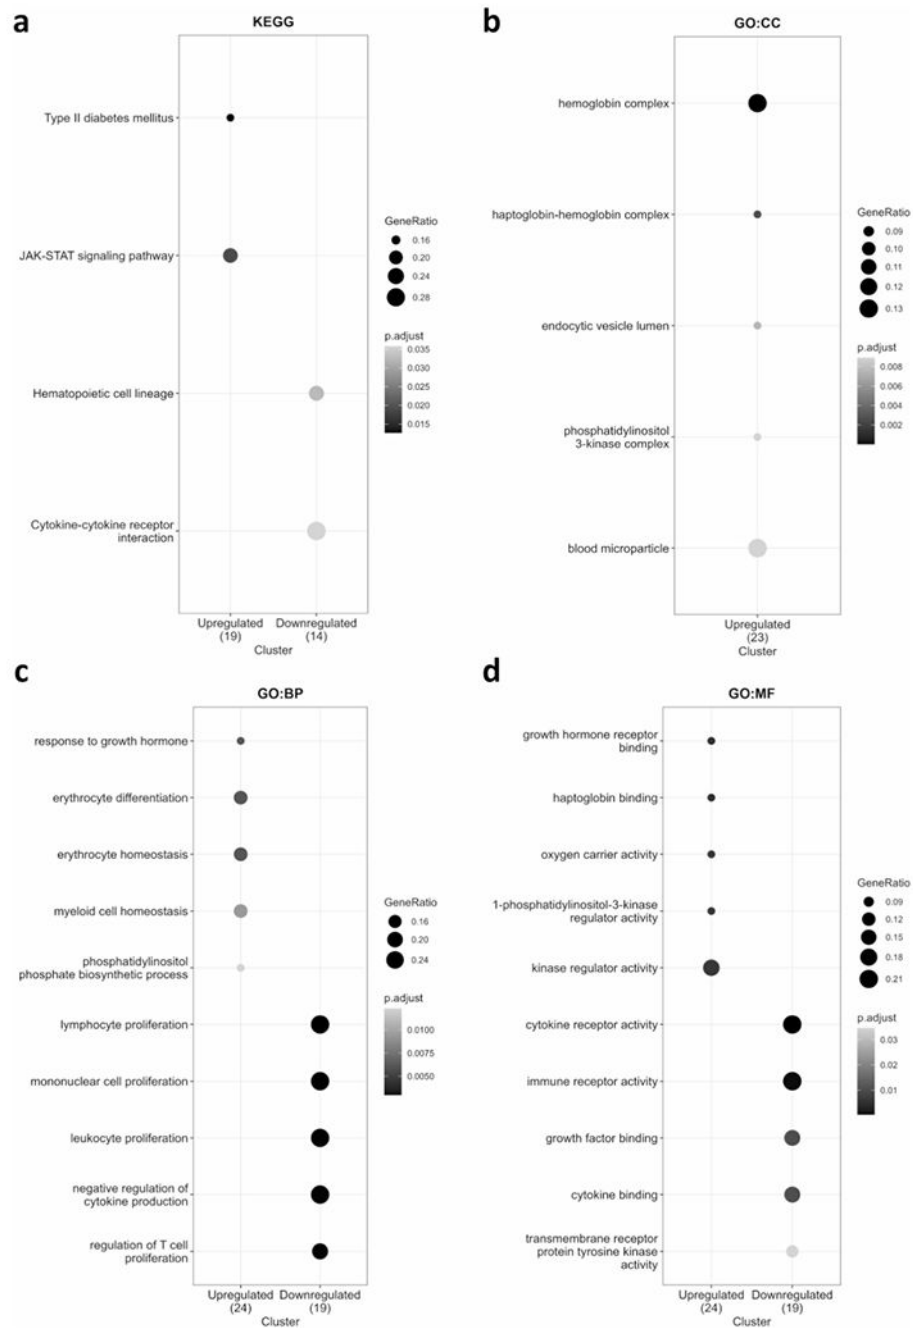 a
KEGG
Type II diabetes mellitus
JAK-STAT signaling pathway
Hematopoietic cell lineage
Cytokine-cytokine receptor
interaction
Upregulated
(19)
Downregulated
(14)
Cluster
GeneRatio
0.16
0.20
0.24
0.28
p.adjust
0.035
0.030
0.025
0.020
0.015
b
GO:CC
hemoglobin complex
haptoglobin-hemoglobin complex
endocytic vesicle lumen
phosphatidylinositol
3-kinase complex
blood microparticle
Upregulated
(23)
Cluster
GeneRatio
0.09
0.10
0.11
0.12
0.13
p.adjust
0.008
0.006
0.004
0.002
c
GO:BP
response to growth hormone
erythrocyte differentiation
erythrocyte homeostasis
myeloid cell homeostasis
phosphatidylinositol
phosphate biosynthetic process
lymphocyte proliferation
mononuclear cell proliferation
leukocyte proliferation
negative regulation of
cytokine production
regulation of T cell
proliferation
Upregulated
(24)
Downregulated
(19)
Cluster
GeneRatio
0.16
0.20
0.24
p.adjust
0.0100
0.0075
0.0050
d
GO:MF
growth hormone receptor
binding
haptoglobin binding
oxygen carrier activity
1-phosphatidylinositol-3-kinase
regulator activity
kinase regulator activity
cytokine receptor activity
immune receptor activity
growth factor binding
cytokine binding
transmembrane receptor
protein tyrosine kinase
activity
Upregulated
(24)
Downregulated
(19)
Cluster
GeneRatio
0.09
0.12
0.15
0.18
0.21
p.adjust
0.03
0.02
0.01